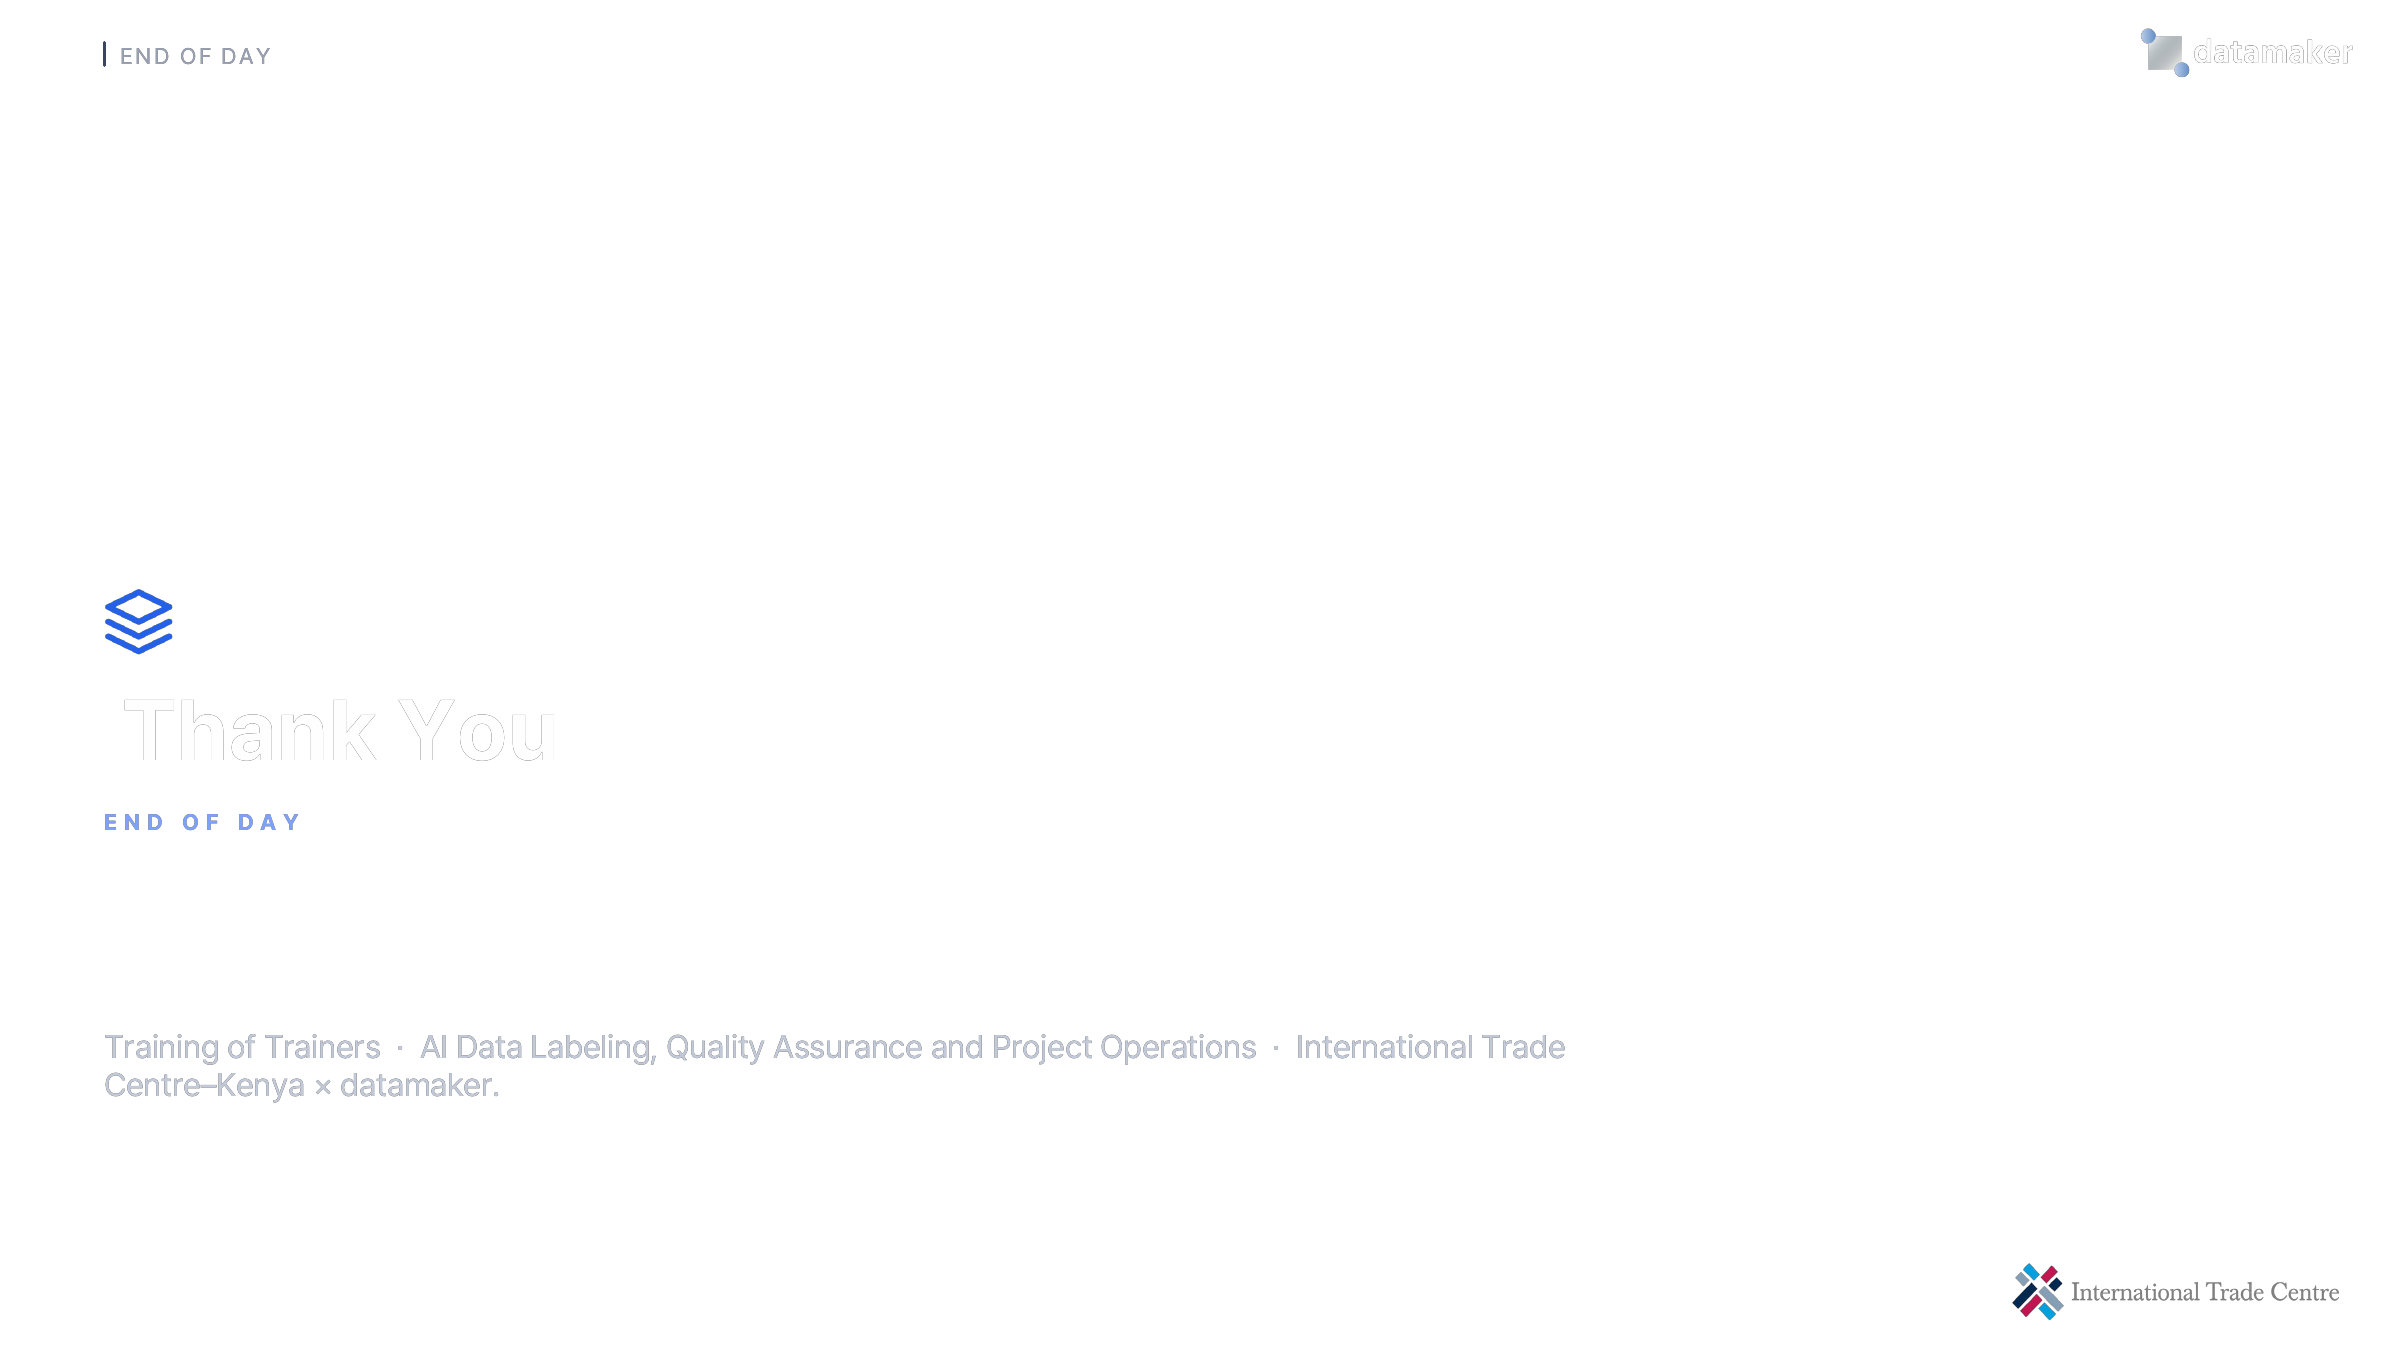 END OF DAY
datamaker
Thank You
END OF DAY
Training of Trainers · AI Data Labeling, Quality Assurance and Project Operations · International Trade
Centre–Kenya × datamaker.
International Trade Centre